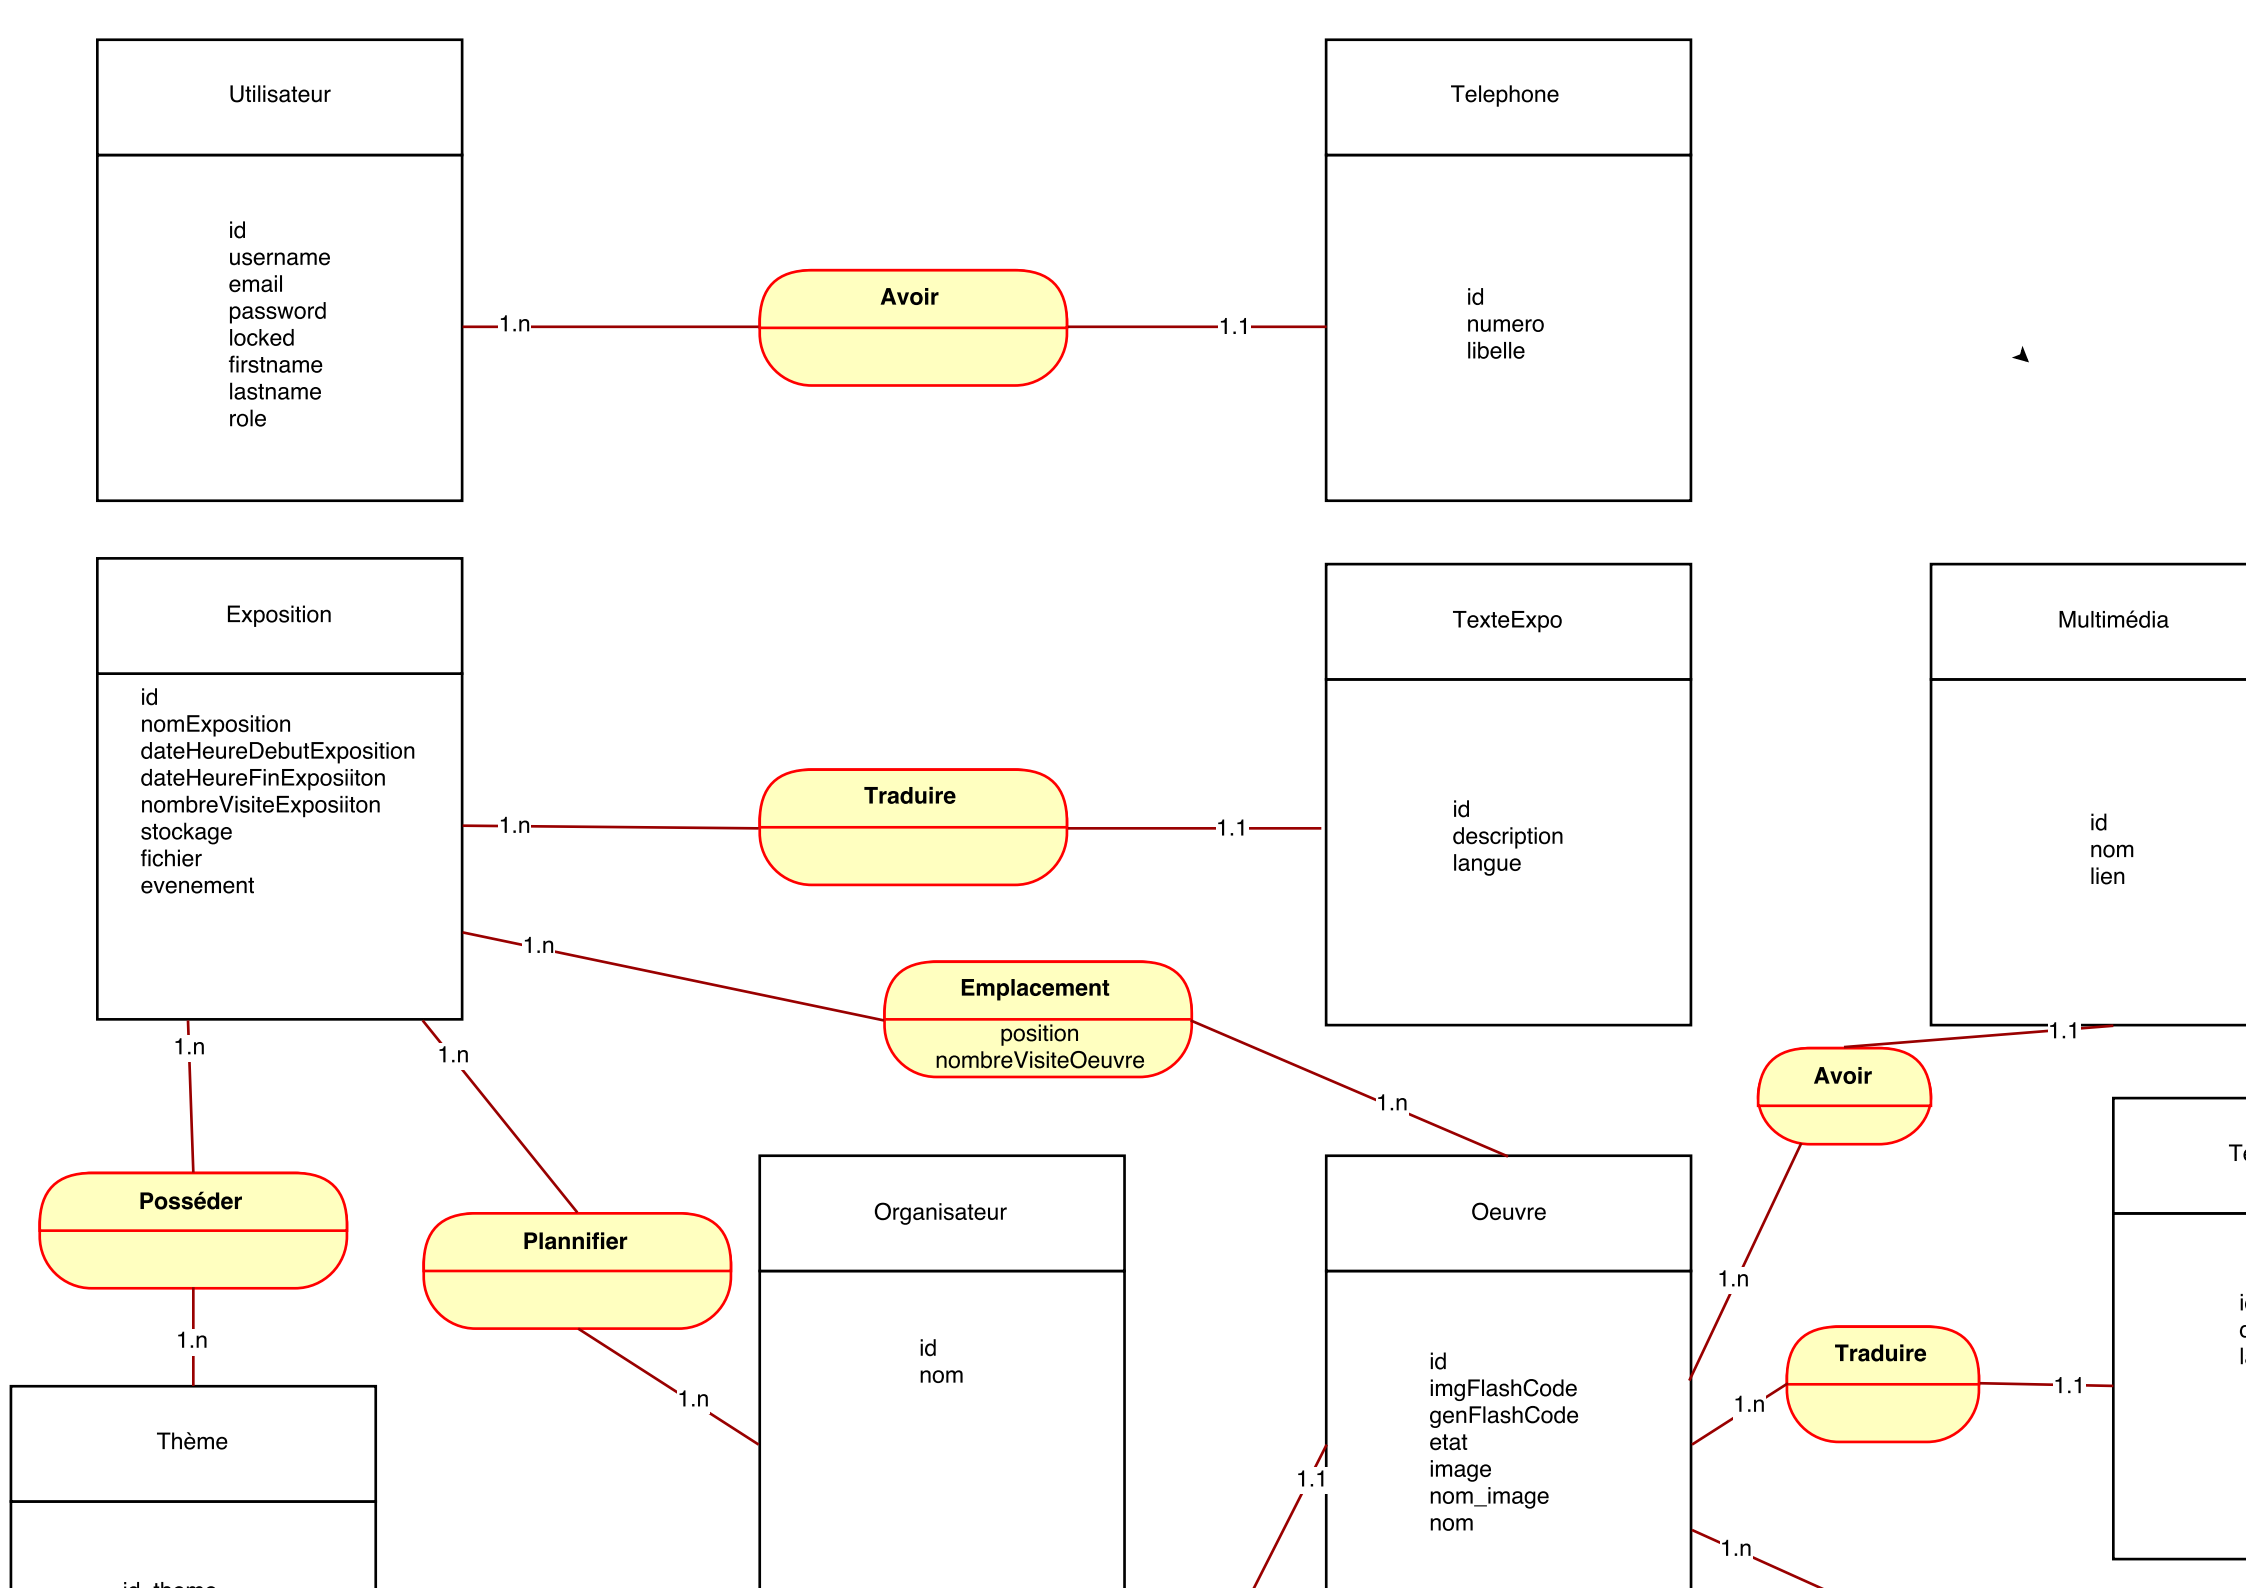 Utilisateur
id
username
email
password
locked
firstname
lastname
role
1.n
Avoir
1.1
Telephone
id
numero
libelle
Exposition
id
nomExposition
dateHeureDebutExposition
dateHeureFinExposiiton
nombreVisiteExposiiton
stockage
fichier
evenement
1.n
Traduire
1.1
TexteExpo
id
description
langue
Multimédia
id
nom
lien
1.n
Emplacement
position
nombreVisiteOeuvre
1.n
1.1
Avoir
1.n
1.n
Posséder
1.n
1.n
Plannifier
1.n
Organisateur
id
nom
Oeuvre
id
imgFlashCode
genFlashCode
etat
image
nom_image
nom
1.n
Traduire
1.1
1.1
1.n
Thème